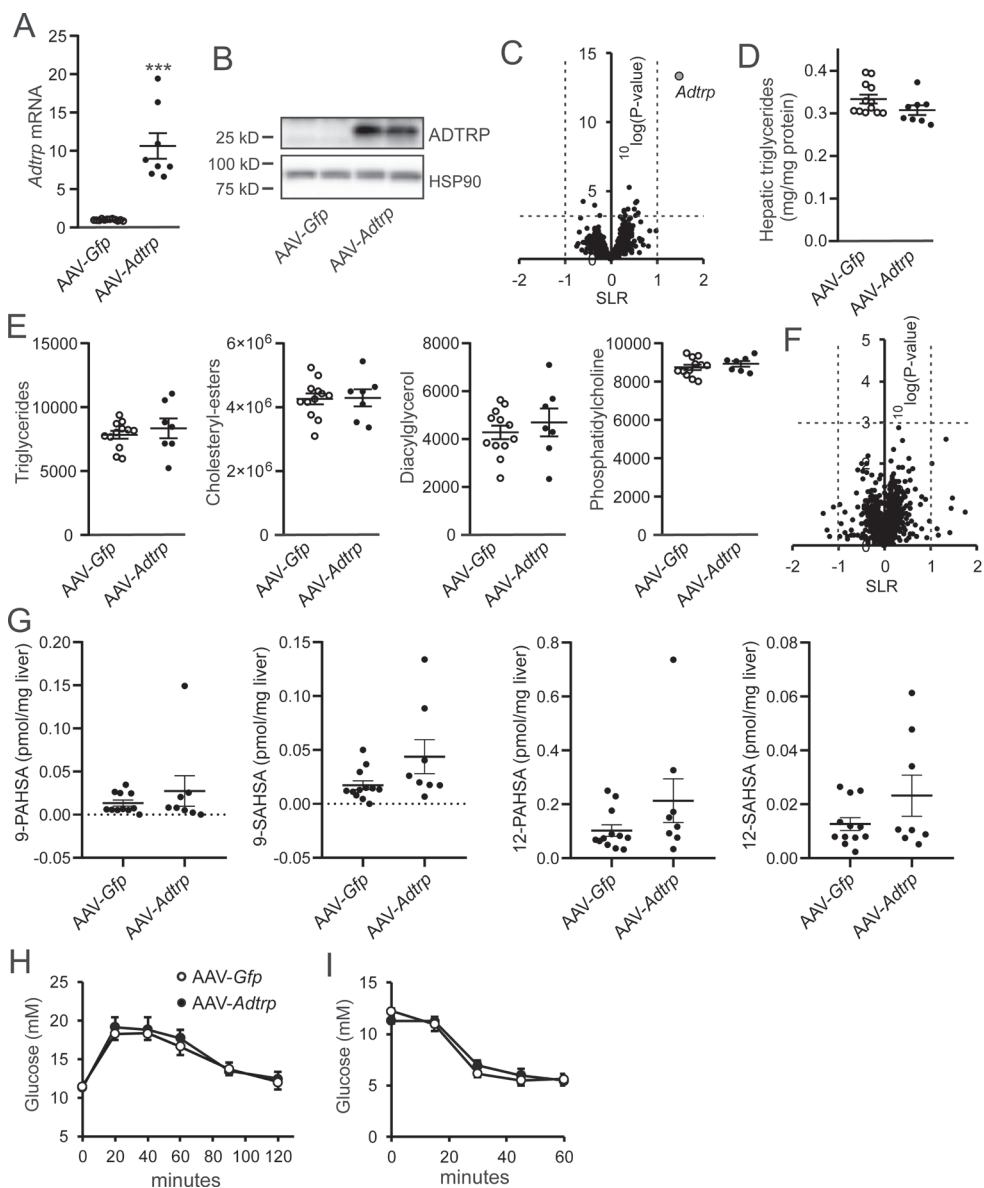 A
Adtrp mRNA
25
20
15
10
5
0
***
AAV-Gfp
AAV-Adtrp
B
25 kD
100 kD
75 kD
ADTRP
HSP90
AAV-Gfp
AAV-Adtrp
C
15
10
5
0
10log(P-value)
Adtrp
-2
-1
0
1
2
SLR
D
Hepatic triglycerides
(mg/mg protein)
0.4
0.3
0.2
0.1
0.0
AAV-Gfp
AAV-Adtrp
E
Triglycerides
15000
10000
5000
0
AAV-Gfp
AAV-Adtrp
Cholesteryl-esters
6×10⁶
4×10⁶
2×10⁶
0
AAV-Gfp
AAV-Adtrp
Diacylglycerol
8000
6000
4000
2000
0
AAV-Gfp
AAV-Adtrp
Phosphatidylcholine
10000
8000
6000
4000
2000
0
AAV-Gfp
AAV-Adtrp
F
5
4
3
10log(P-value)
-2
-1
0
1
2
SLR
G
9-PAHSA (pmol/mg liver)
0.20
0.15
0.10
0.05
0.00
-0.05
AAV-Gfp
AAV-Adtrp
9-SAHSA (pmol/mg liver)
0.15
0.10
0.05
0.00
-0.05
AAV-Gfp
AAV-Adtrp
12-PAHSA (pmol/mg liver)
0.8
0.6
0.4
0.2
0.0
AAV-Gfp
AAV-Adtrp
12-SAHSA (pmol/mg liver)
0.08
0.06
0.04
0.02
0.00
AAV-Gfp
AAV-Adtrp
H
Glucose (mM)
25
20
15
10
5
AAV-Gfp
AAV-Adtrp
0
20
40
60
80
100
120
minutes
I
Glucose (mM)
15
10
5
0
0
20
40
60
minutes